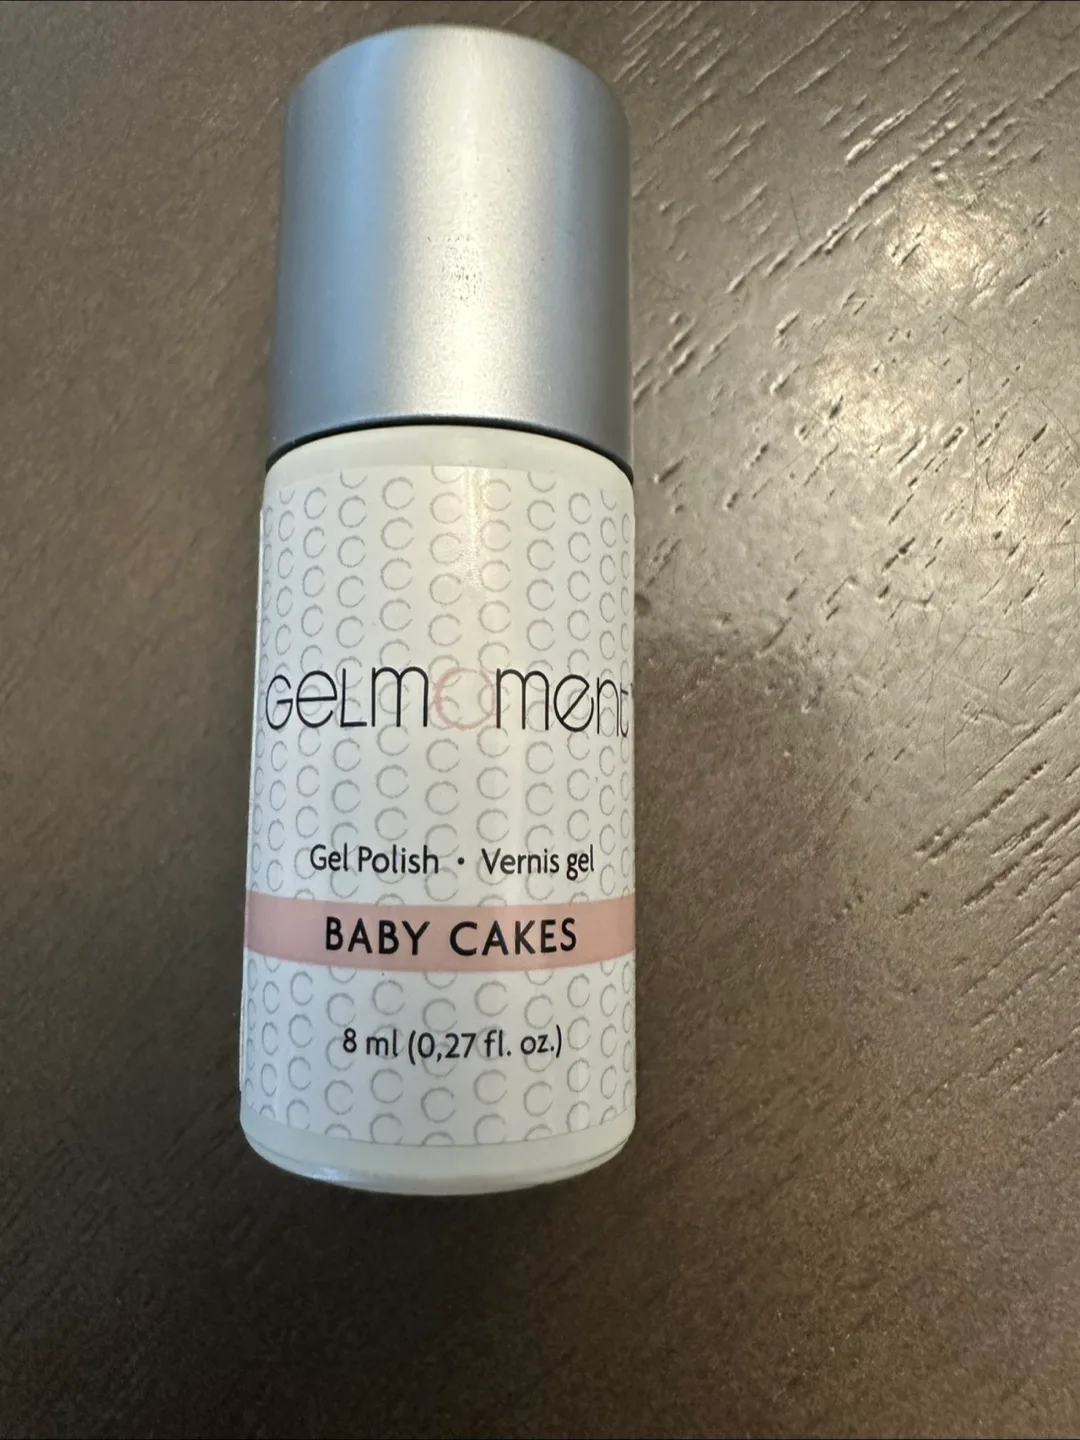 GeLMoment
Gel Polish • Vernis gel
BABY CAKES
8 ml (0,27 fl. oz.)